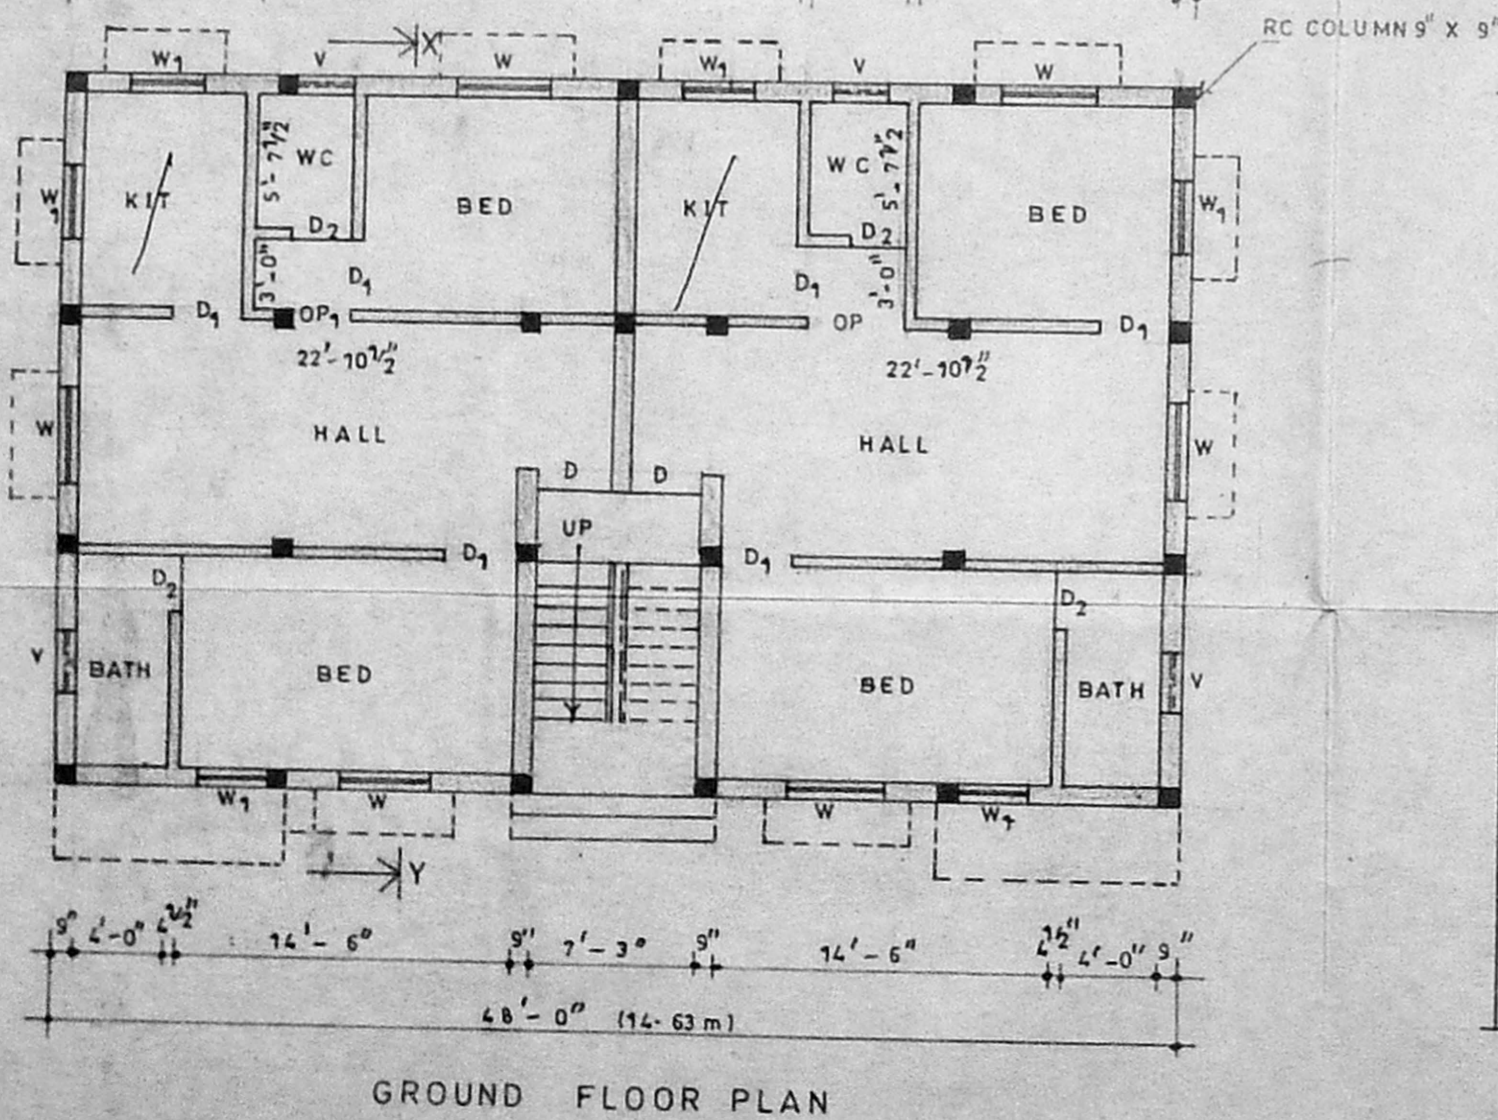 RC COLUMN 9" X 9"
X
W1 V W W1 V W
5'-7½" WC WC 5'-7½"
W1 KIT BED KIT BED W1
D2 D2
3'-0" D1 D1 3'-0"
D1 OP1 OP D1
22'-10½" 22'-10½"
W HALL HALL W
D D
UP
D1 D1
D2 D2
V BATH BED BED BATH V
W1 W W W1
Y
9" 4'-0" 4½" 14'-6" 9" 7'-3" 9" 14'-6" 4½" 4'-0" 9"
48'-0" (14.63 m)
GROUND FLOOR PLAN